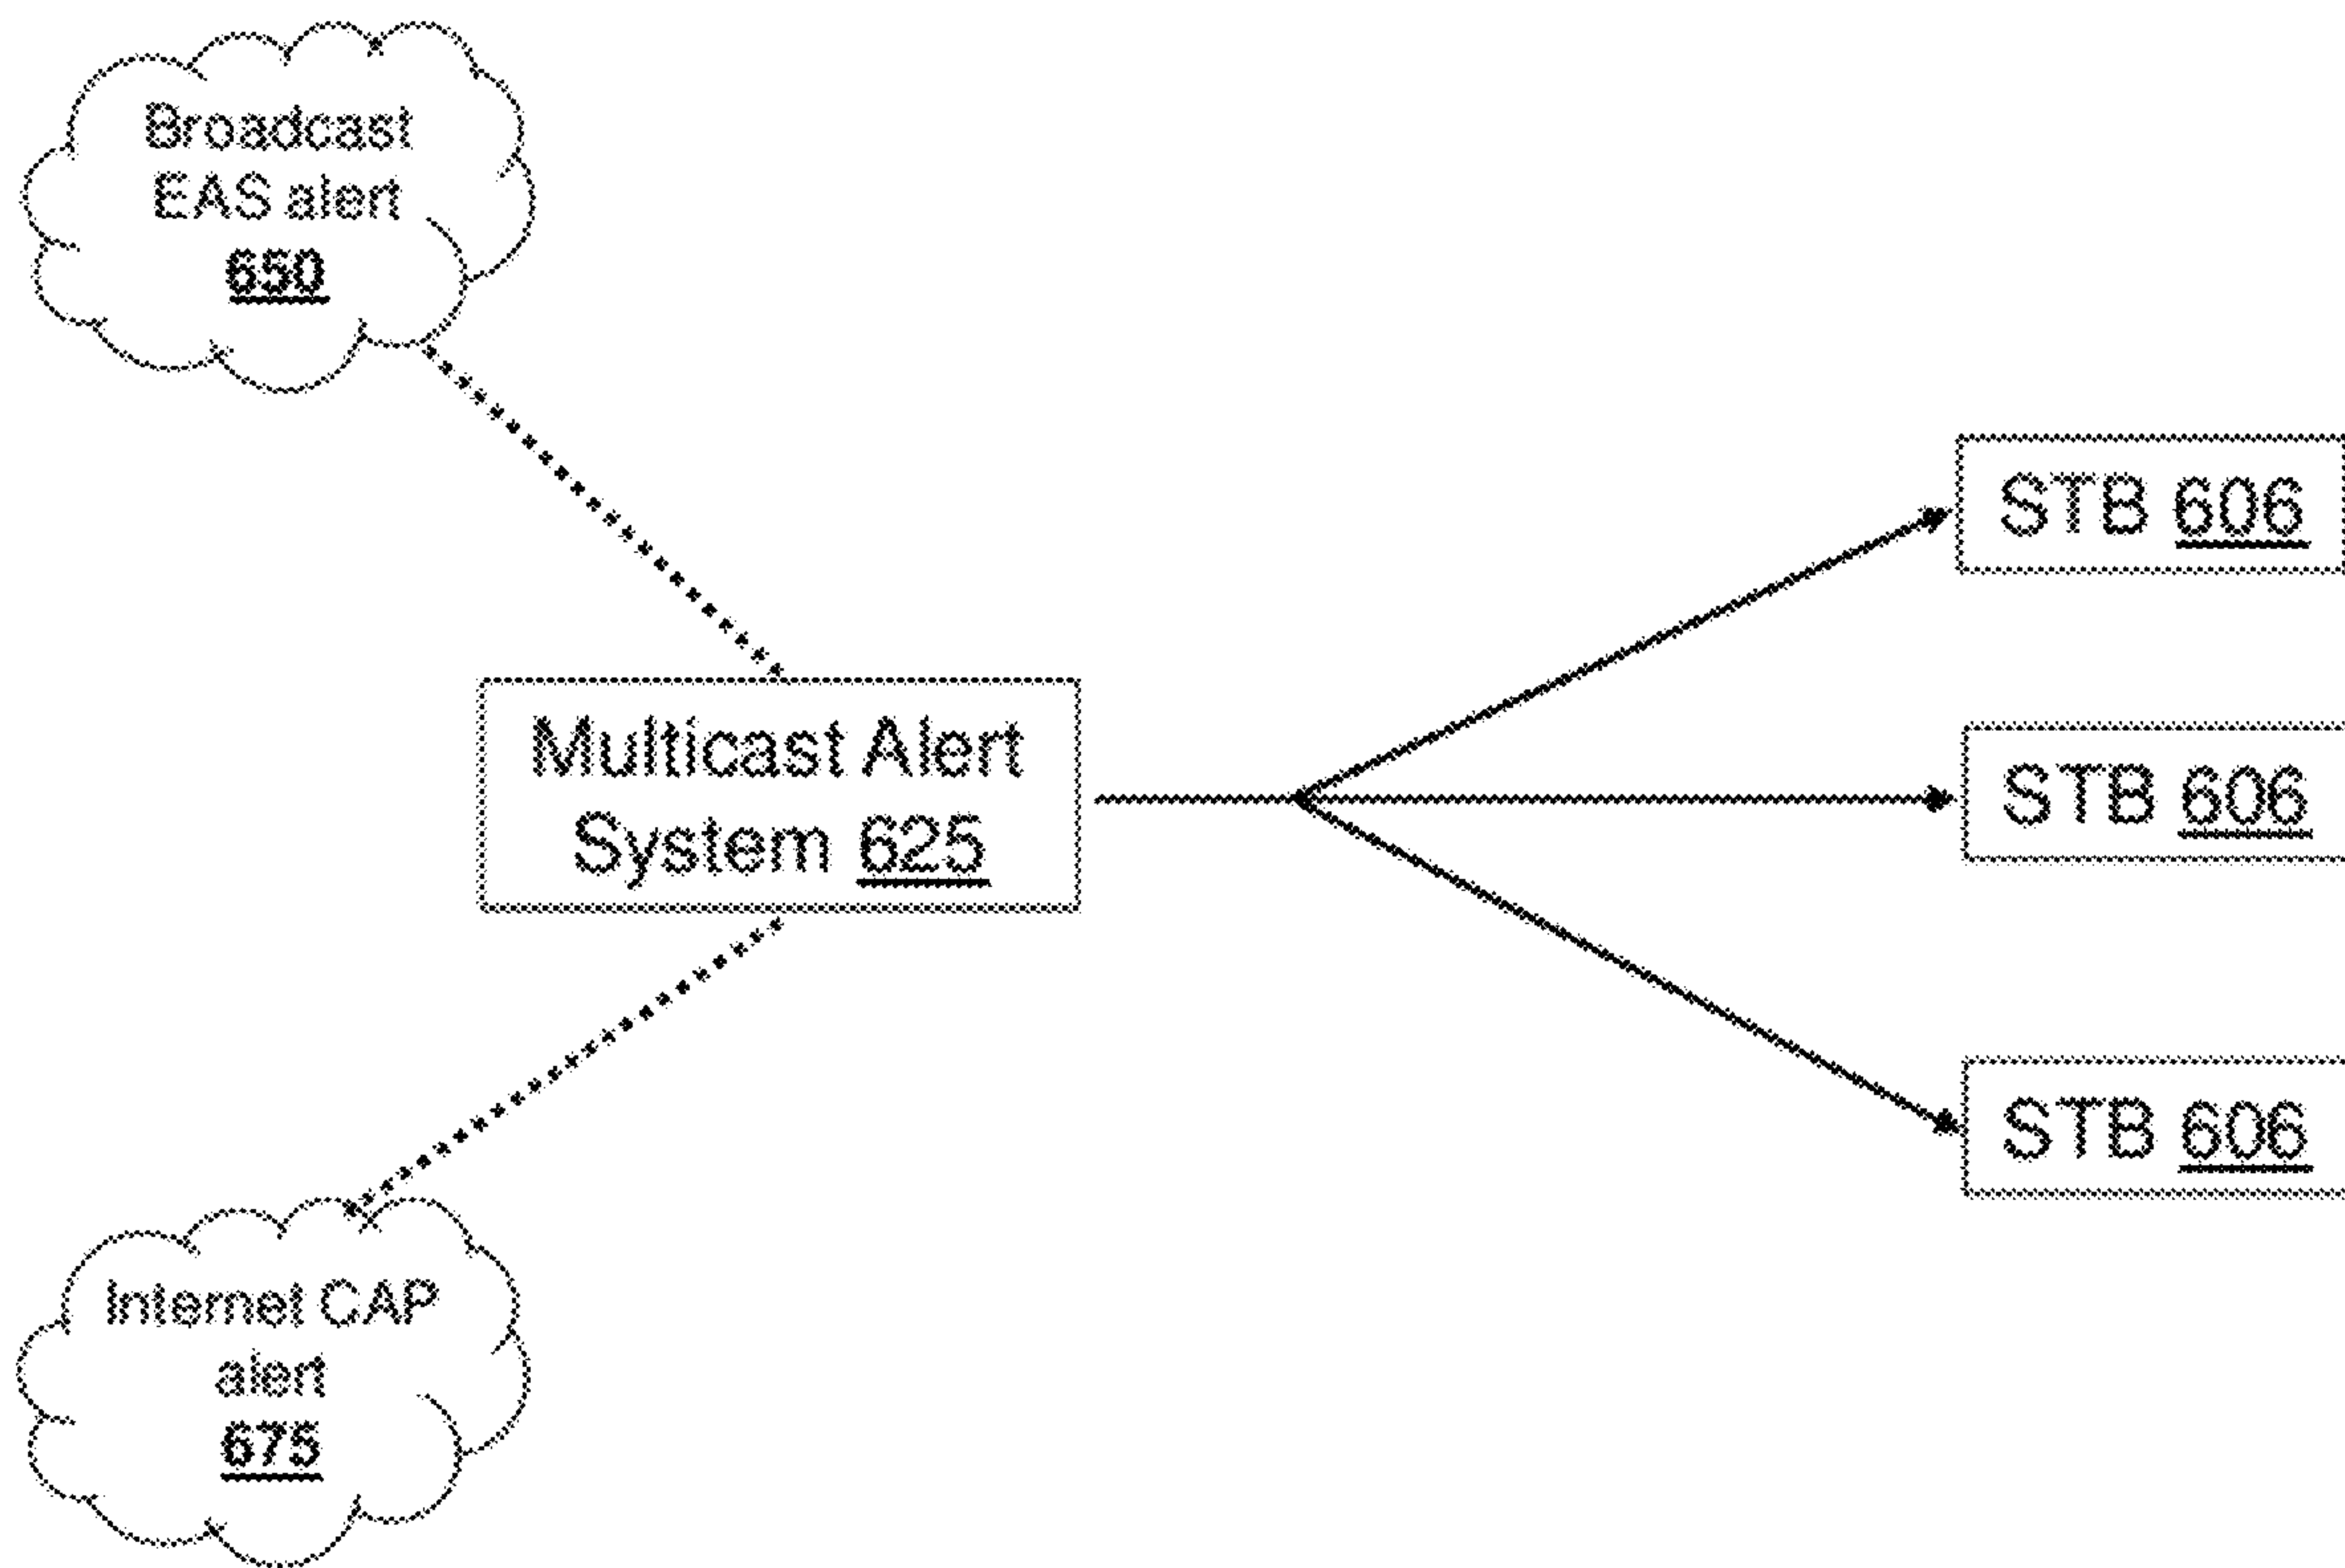 Broadcast
EAS alert
650
Multicast Alert
System 625
STB 606
STB 606
STB 606
Internet CAP
alert
675